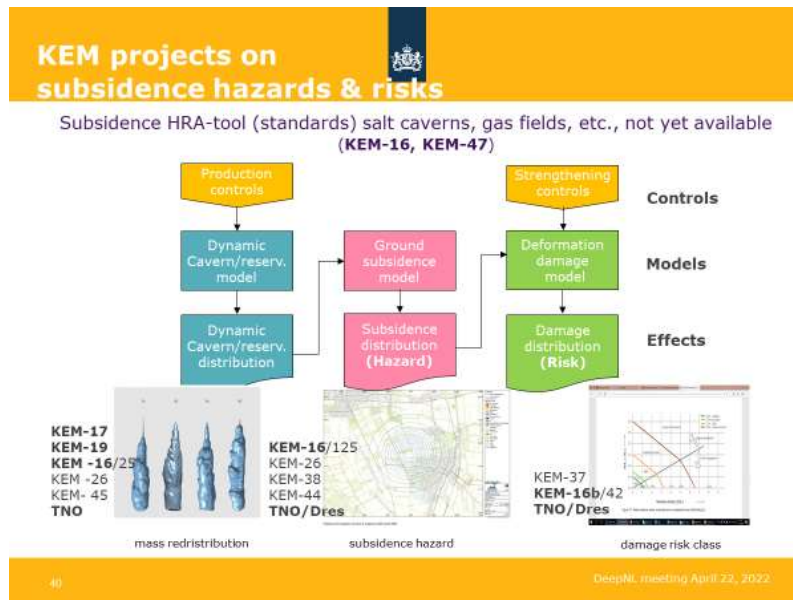 KEM projects on
subsidence hazards & risks
Subsidence HRA-tool (standards) salt caverns, gas fields, etc., not yet available
(KEM-16, KEM-47)
Production
controls
Strengthening
controls
Controls
Dynamic
Cavern/reserv.
model
Ground
subsidence
model
Deformation
damage
model
Models
Dynamic
Cavern/reserv.
distribution
Subsidence
distribution
(Hazard)
Damage
distribution
(Risk)
Effects
KEM-17
KEM-19
KEM -16/25
KEM -26
KEM- 45
TNO
KEM-16/125
KEM-26
KEM-38
KEM-44
TNO/Dres
KEM-37
KEM-16b/42
TNO/Dres
mass redristribution
subsidence hazard
damage risk class
40
DeepNL meeting April 22, 2022